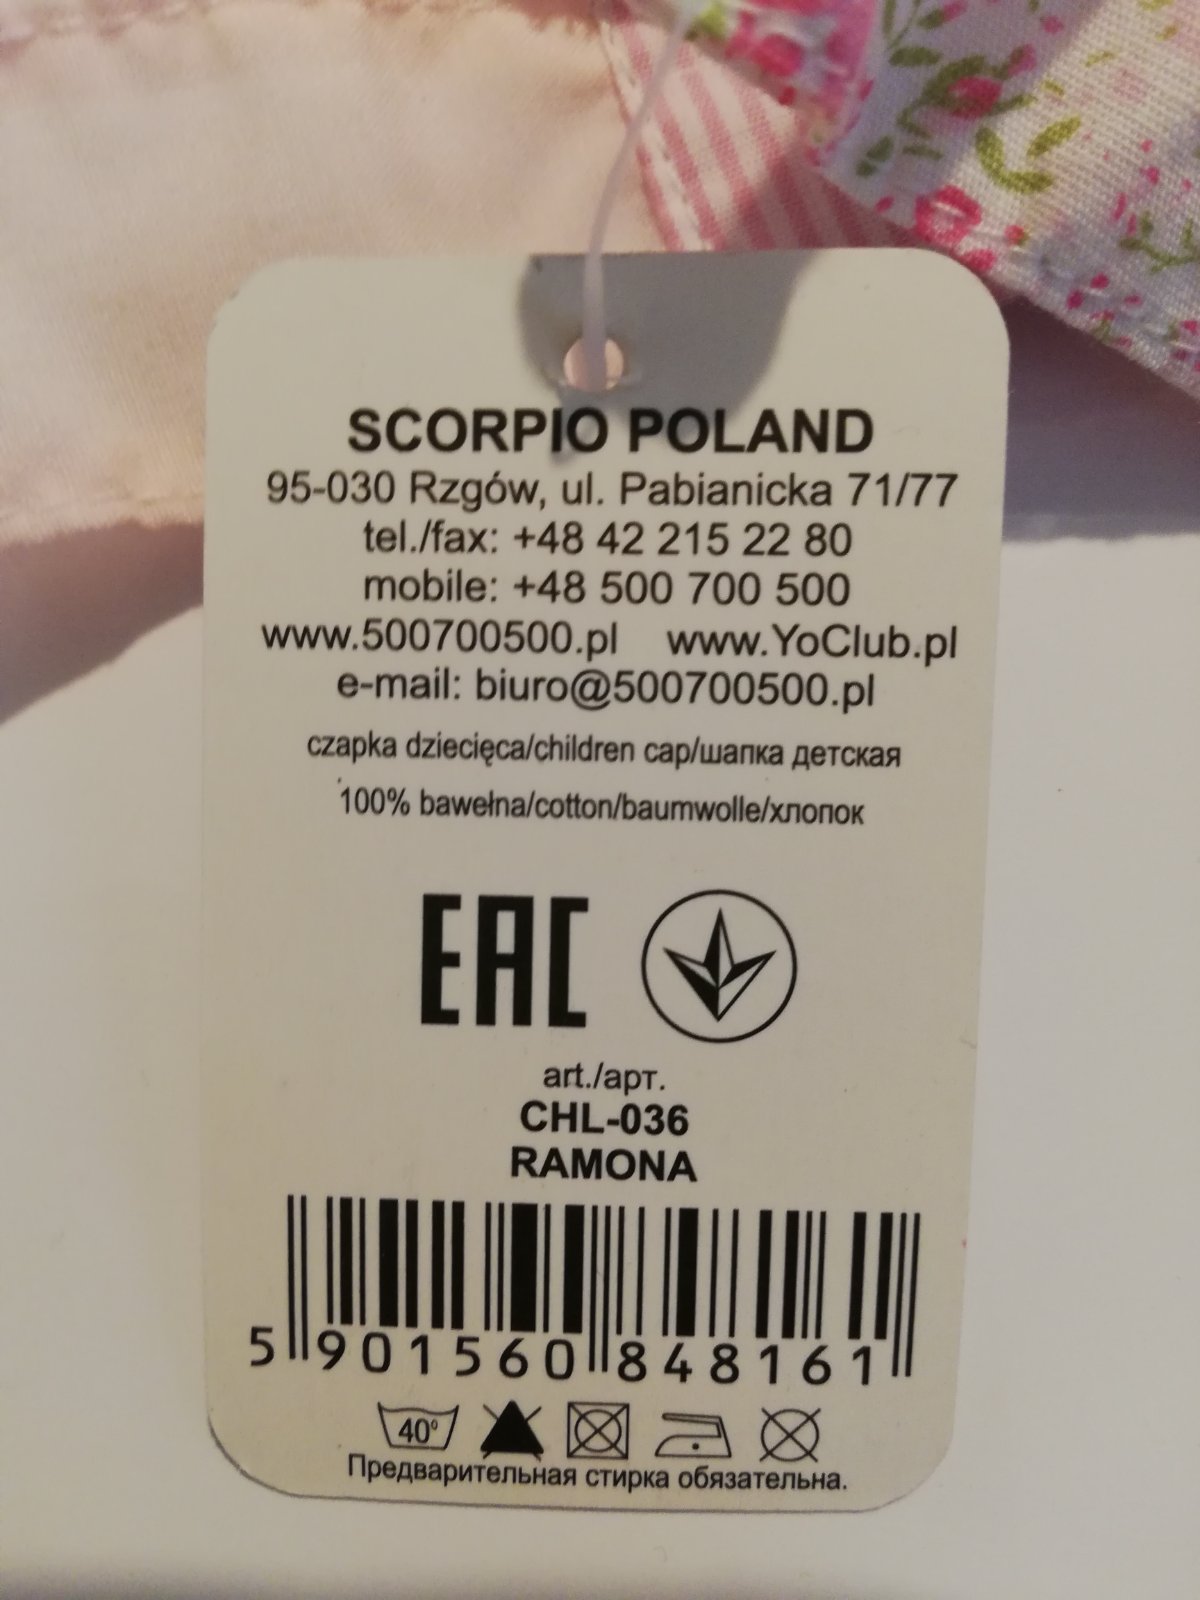 SCORPIO POLAND
95-030 Rzgów, ul. Pabianicka 71/77
tel./fax: +48 42 215 22 80
mobile: +48 500 700 500
www.500700500.pl www.YoClub.pl
e-mail: biuro@500700500.pl
czapka dziecięca/children cap/шапка детская
100% bawełna/cotton/baumwolle/хлопок
EAC
art./арт.
CHL-036
RAMONA
5 901560 848161
40°
Предварительная стирка обязательна.